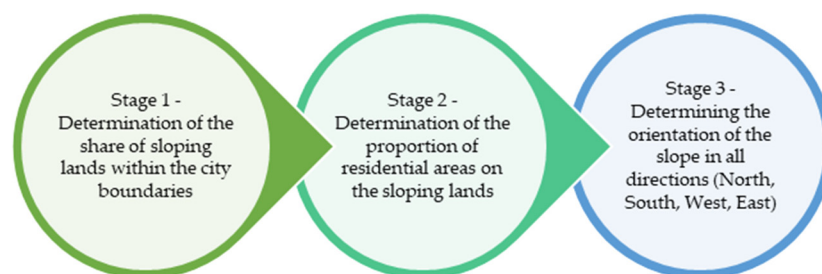 Stage 1 -
Determination of the
share of sloping
lands within the city
boundaries
Stage 2 -
Determination of the
proportion of
residential areas on
the sloping lands
Stage 3 -
Determining the
orientation of the
slope in all
directions (North,
South, West, East)